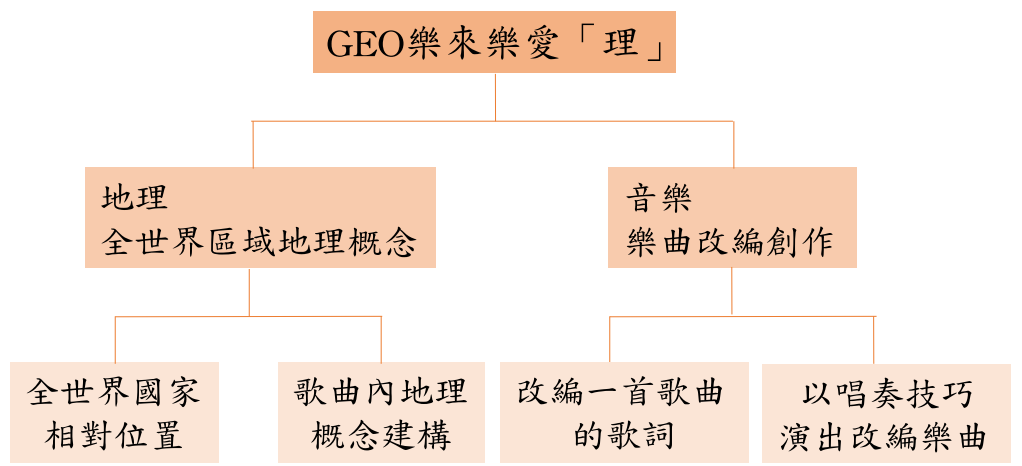 GEO樂來樂愛「理」
地理
全世界區域地理概念
音樂
樂曲改編創作
全世界國家
相對位置
歌曲內地理
概念建構
改編一首歌曲
的歌詞
以唱奏技巧
演出改編樂曲